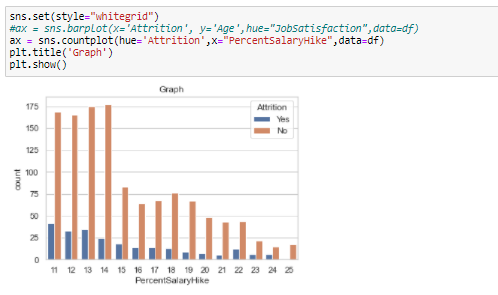 sns.set(style="whitegrid")
#ax = sns.barplot(x='Attrition', y='Age',hue="JobSatisfaction",data=df)
ax = sns.countplot(hue='Attrition',x="PercentSalaryHike",data=df)
plt.title('Graph')
plt.show()
Graph
Attrition
Yes
No
175
150
125
100
75
50
25
0
count
11 12 13 14 15 16 17 18 19 20 21 22 23 24 25
PercentSalaryHike